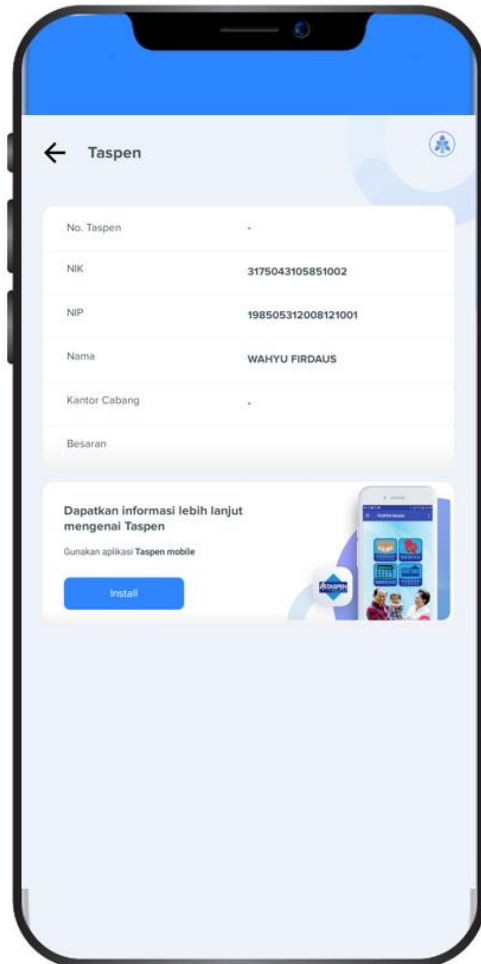 Taspen
No. Taspen -
NIK 3175043105851002
NIP 198505312008121001
Nama WAHYU FIRDAUS
Kantor Cabang -
Besaran
Dapatkan informasi lebih lanjut
mengenai Taspen
Gunakan aplikasi Taspen mobile
Install
TASPEN